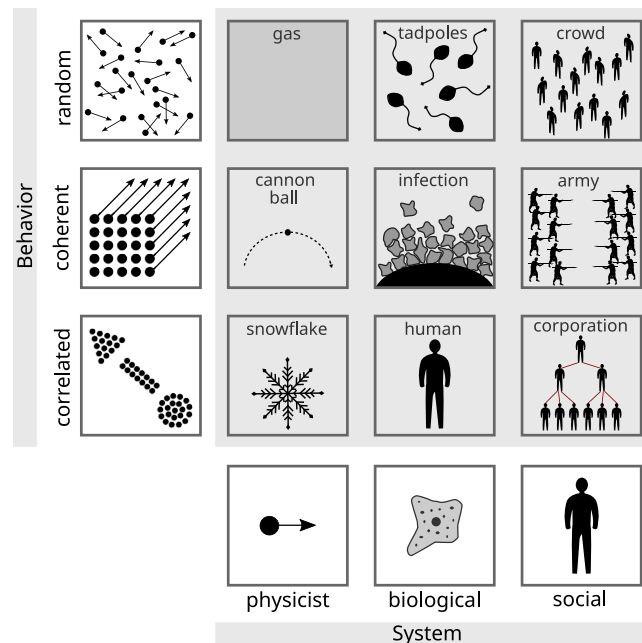 gas
tadpoles
crowd
random
cannon
ball
infection
army
coherent
Behavior
snowflake
human
corporation
correlated
physicist
biological
social
System